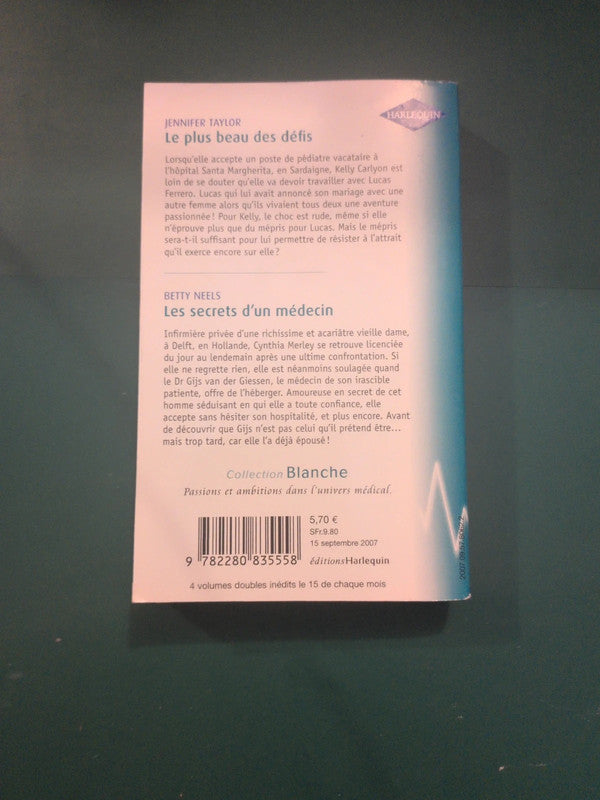 HARLEQUIN
JENNIFER TAYLOR
Le plus beau des défis
Lorsqu'elle accepte un poste de pédiatre vacataire à
l'hôpital Santa Margherita, en Sardaigne, Kelly Carlyon est
loin de se douter qu'elle va devoir travailler avec Lucas
Ferrero. Lucas qui lui avait annoncé son mariage avec une
autre femme alors qu'ils vivaient tous deux une aventure
passionnée ! Pour Kelly, le choc est rude, même si elle
n'éprouve plus que du mépris pour Lucas. Mais le mépris
sera-t-il suffisant pour lui permettre de résister à l'attrait
qu'il exerce encore sur elle ?
BETTY NEELS
Les secrets d'un médecin
Infirmière privée d'une richissime et acariâtre vieille dame,
à Delft, en Hollande, Cynthia Merley se retrouve licenciée
du jour au lendemain après une ultime confrontation. Si
elle ne regrette rien, elle est néanmoins soulagée quand
le Dr Gijs van der Giessen, le médecin de son irascible
patiente, offre de l'héberger. Amoureuse en secret de cet
homme séduisant en qui elle a toute confiance, elle
accepte sans hésiter son hospitalité, et plus encore. Avant
de découvrir que Gijs n'est pas celui qu'il prétend être...
mais trop tard, car elle l'a déjà épousé !
Collection Blanche
Passions et ambitions dans l'univers médical.
5,70 €
SFr.9.80
15 septembre 2007
9 782280 835558
éditionsHarlequin
4 volumes doubles inédits le 15 de chaque mois